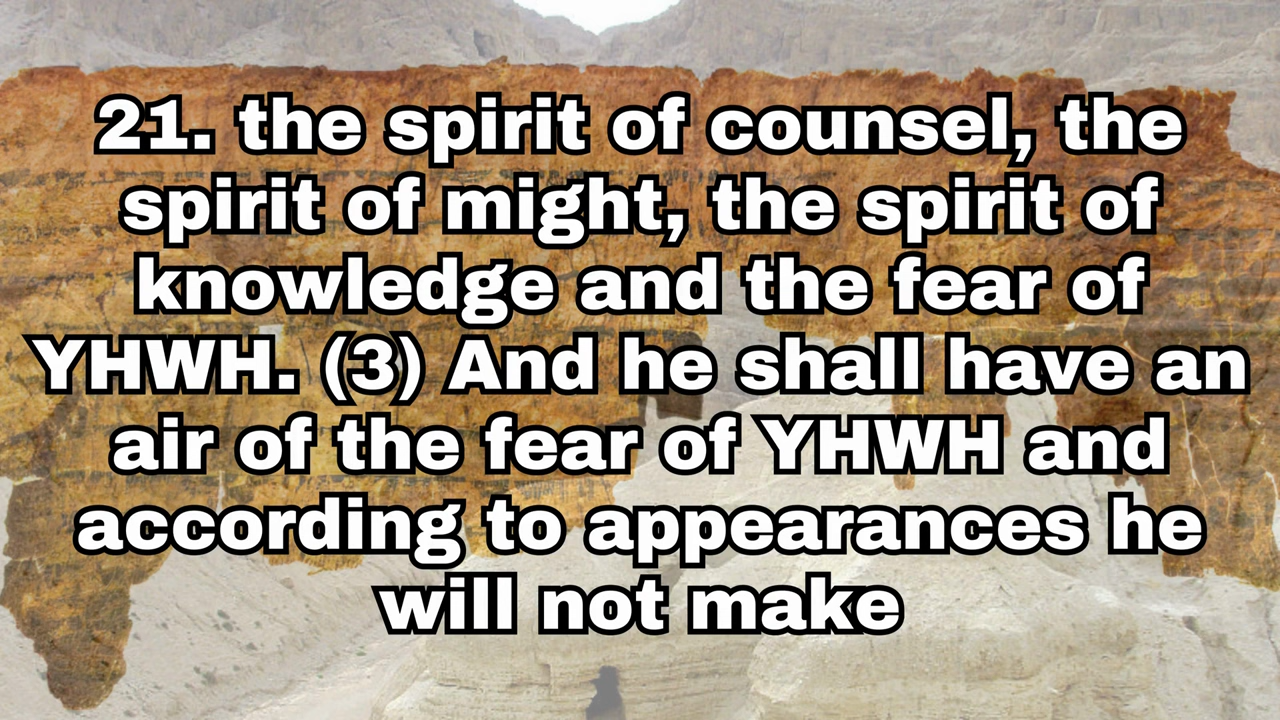 21. the spirit of counsel, the
spirit of might, the spirit of
knowledge and the fear of
YHWH. (3) And he shall have an
air of the fear of YHWH and
according to appearances he
will not make